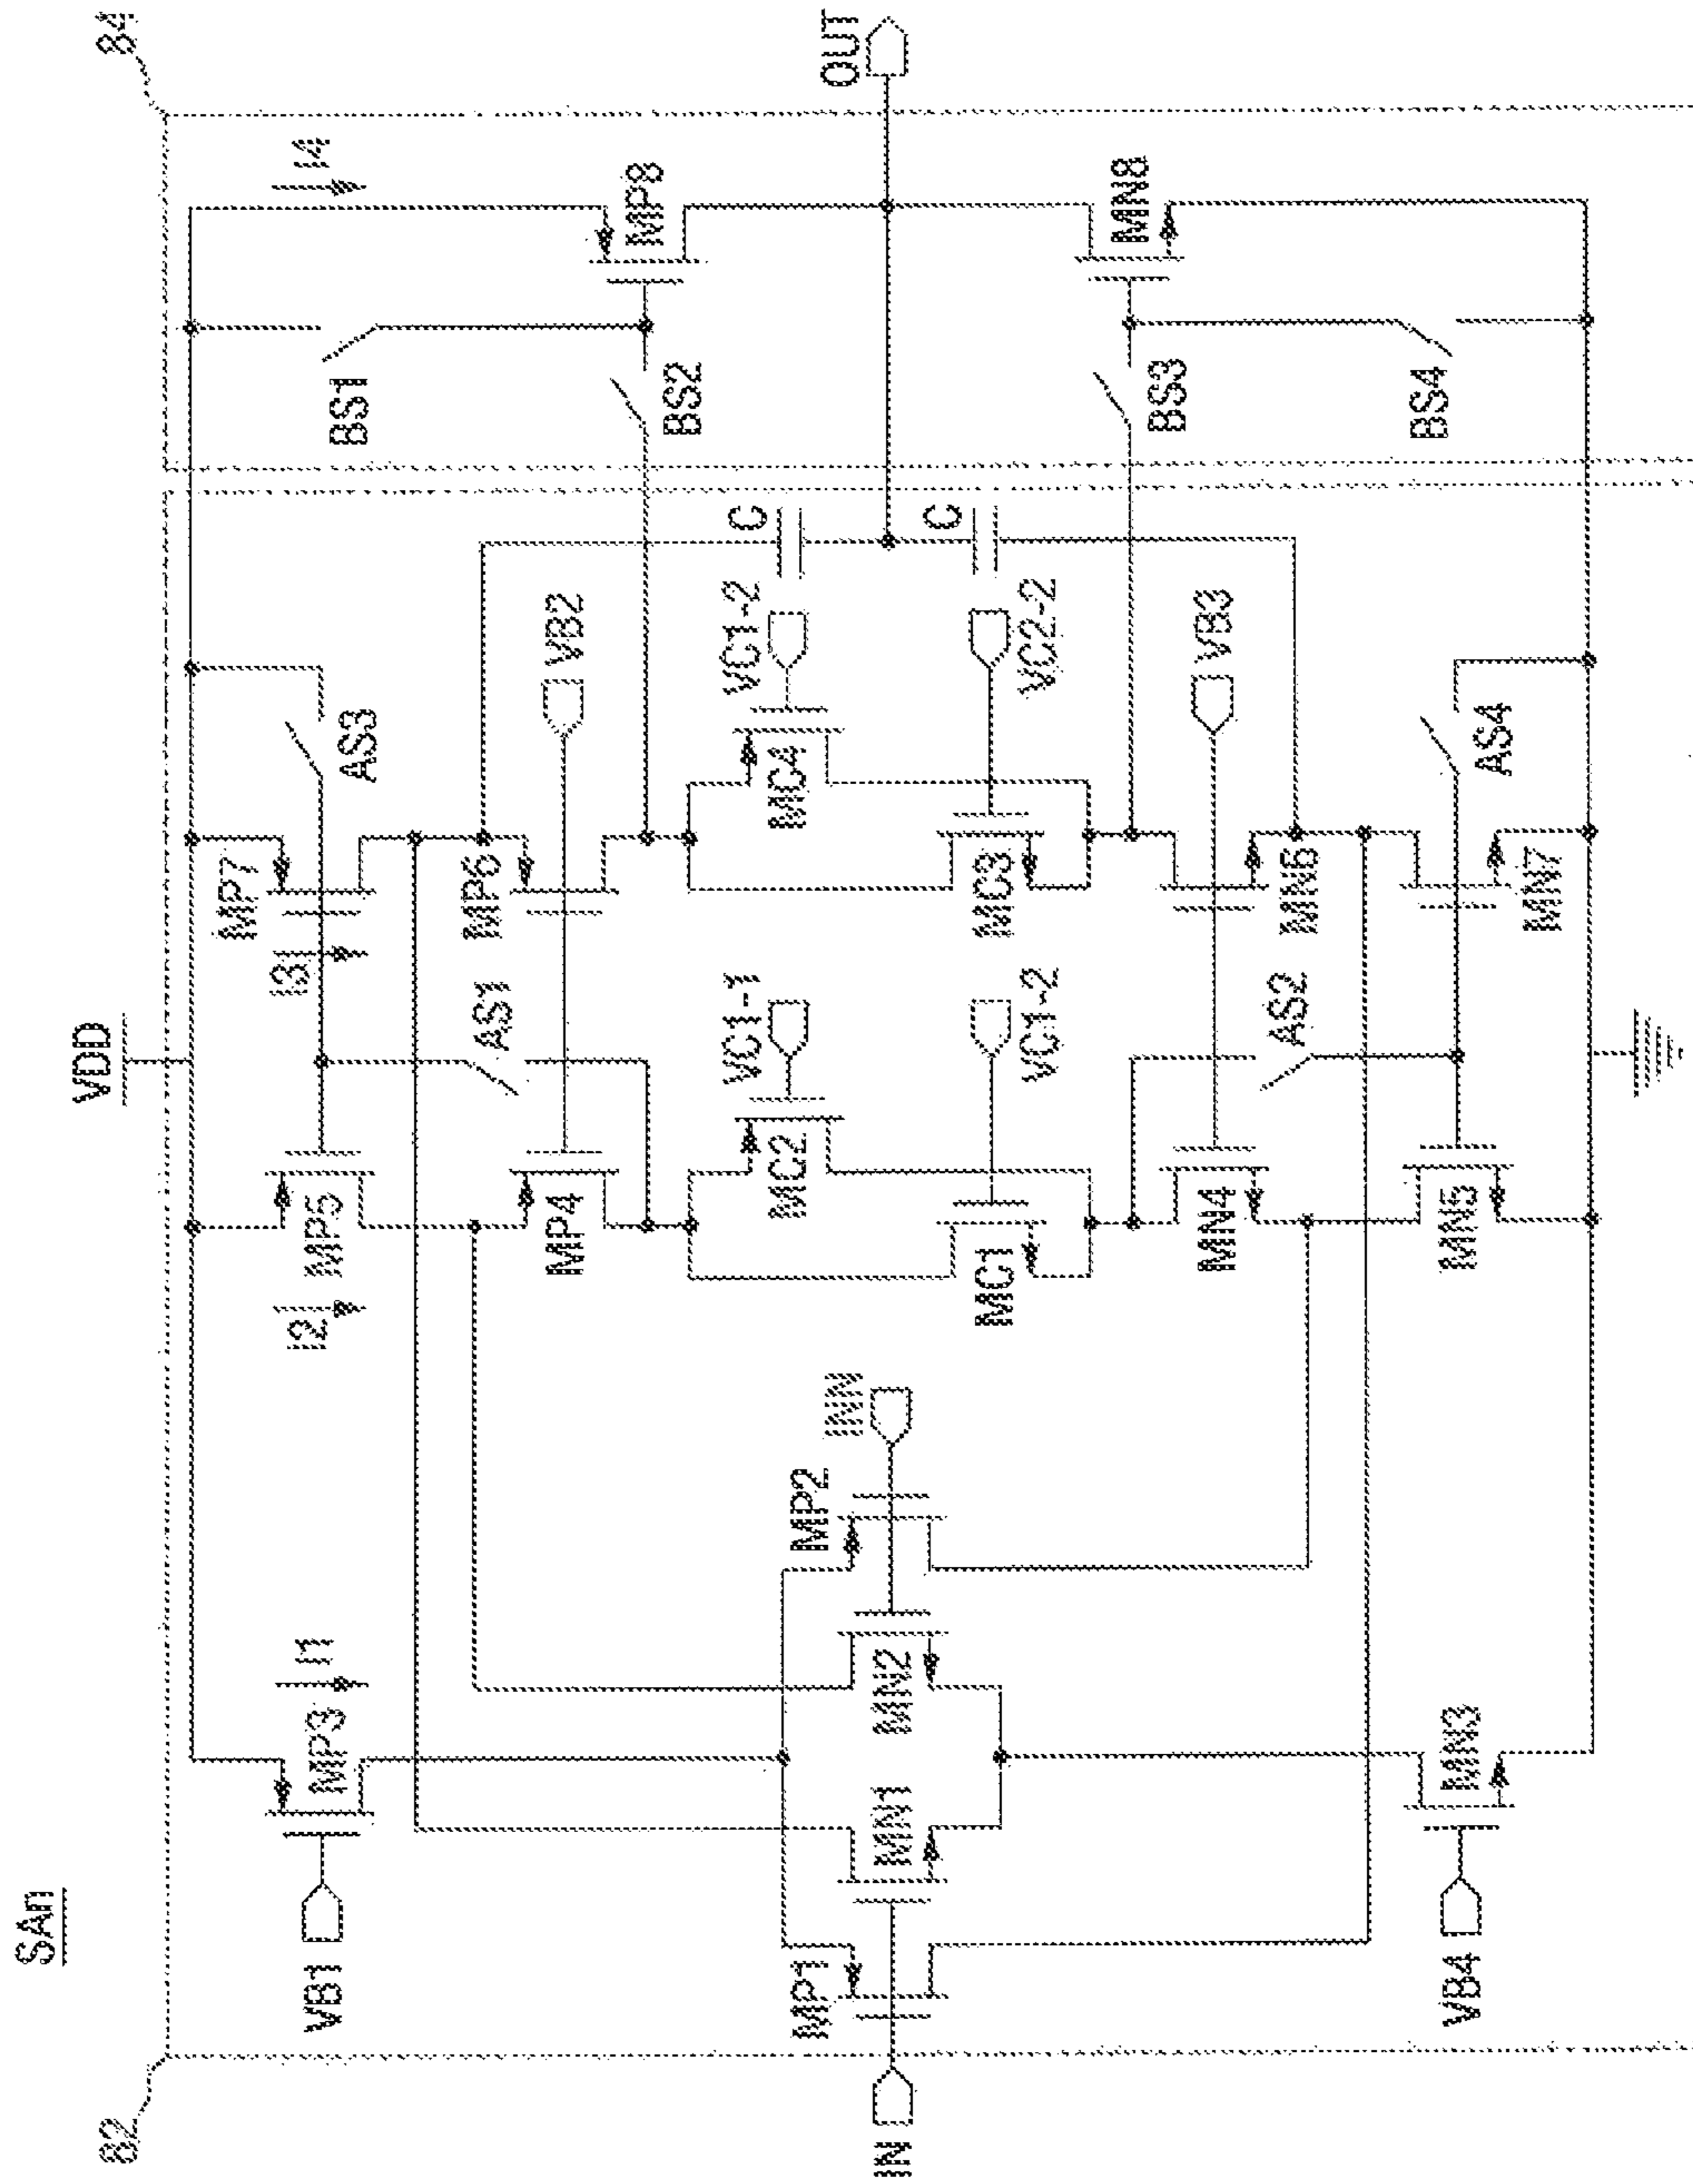 SAn
82
84
VDD
VB1
MP3
I1
I2
MP5
I3
MP7
AS3
I4
AS1
MP4
MP6
VB2
BS1
BS2
MP8
IN
MP1
MN1
MN2
MP2
INN
MC2
VC1-1
MC1
VC1-2
MC4
VC1-2
MC3
VC2-2
C
C
OUT
MN8
BS3
BS4
MN4
AS2
MN6
VB3
AS4
VB4
MN3
MN5
MN7